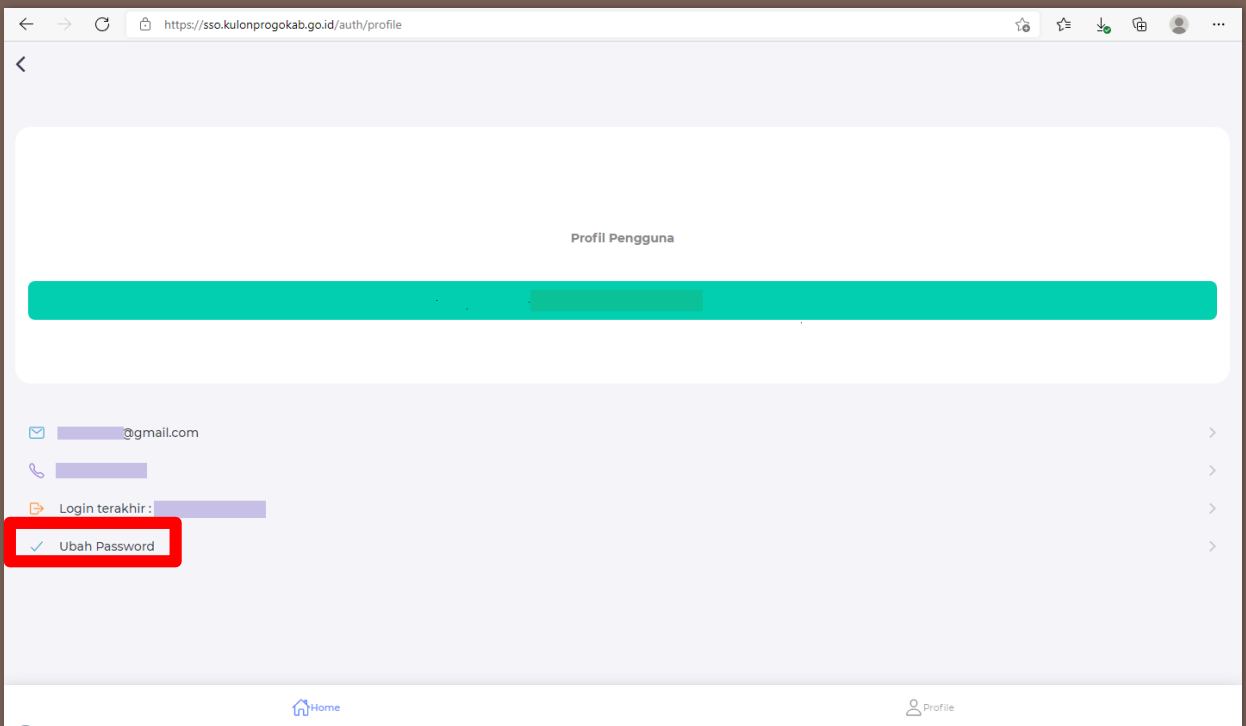 https://sso.kulonprogokab.go.id/auth/profile
Profil Pengguna
@gmail.com
Login terakhir :
Ubah Password
Home
Profile